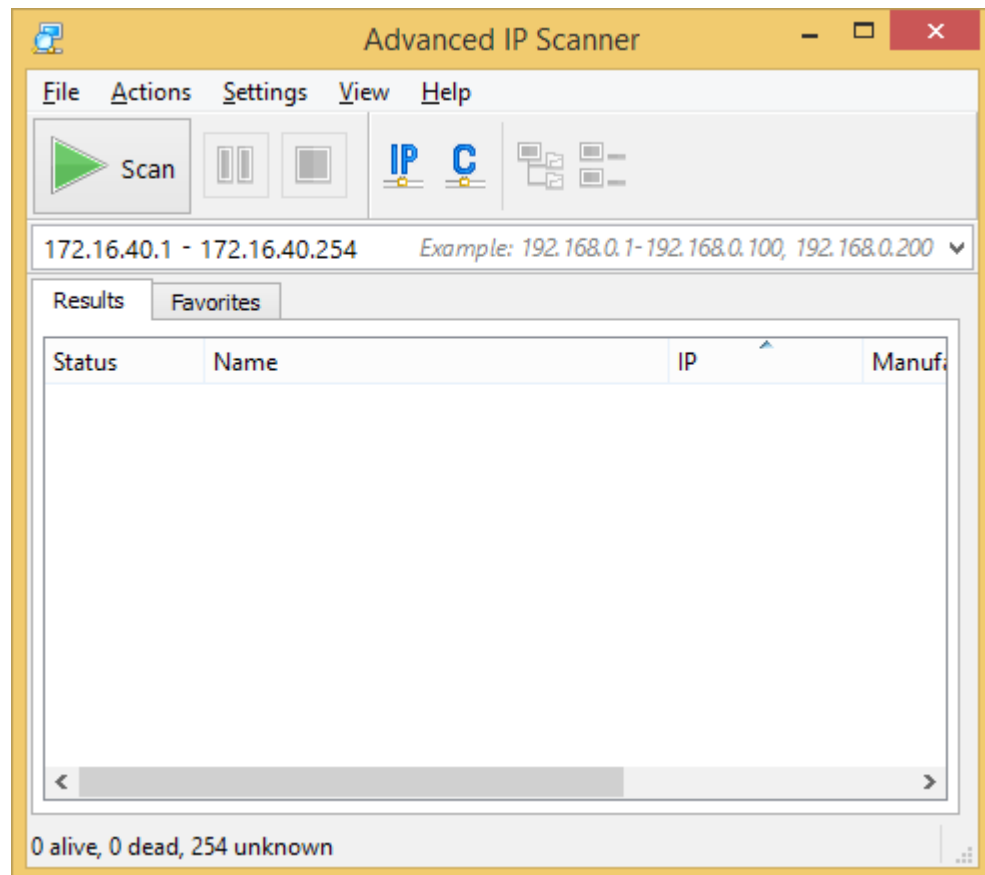 Advanced IP Scanner
File Actions Settings View Help
Scan IP C
172.16.40.1 - 172.16.40.254 Example: 192.168.0.1-192.168.0.100, 192.168.0.200
Results Favorites
Status Name IP Manufa
0 alive, 0 dead, 254 unknown